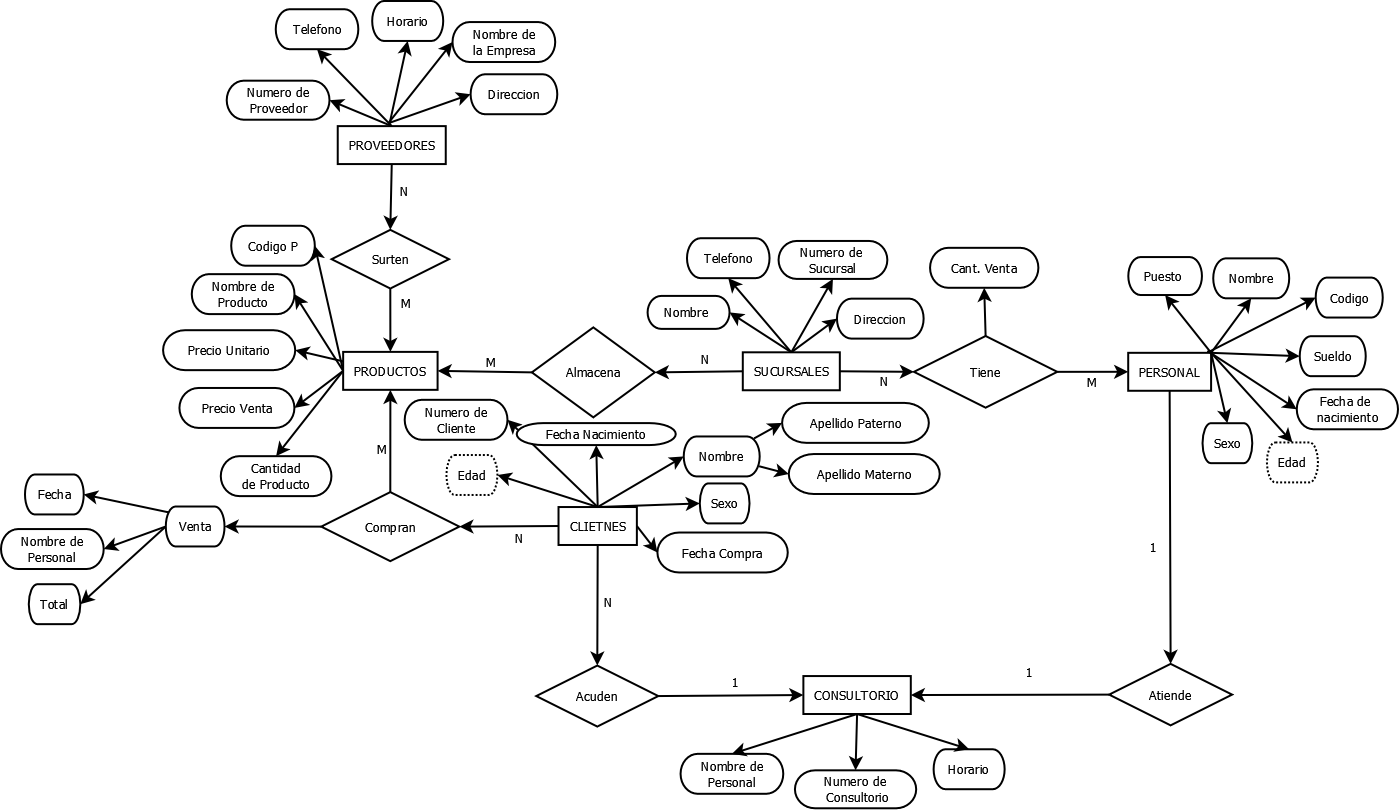 Telefono
Horario
Nombre de
la Empresa
Numero de
Proveedor
Direccion
PROVEEDORES
N
Surten
M
Codigo P
Nombre de
Producto
Precio Unitario
Precio Venta
Cantidad
de Producto
PRODUCTOS
M
Almacena
N
Telefono
Numero de
Sucursal
Nombre
Direccion
SUCURSALES
N
Cant. Venta
Tiene
M
Puesto
Nombre
Codigo
Sueldo
Fecha de
nacimiento
Sexo
Edad
PERSONAL
M
Numero de
Cliente
Fecha Nacimiento
Nombre
Apellido Paterno
Apellido Materno
Edad
Sexo
Fecha Compra
CLIETNES
N
Compran
Venta
Fecha
Nombre de
Personal
Total
N
1
Acuden
1
CONSULTORIO
1
Atiende
Nombre de
Personal
Numero de
Consultorio
Horario